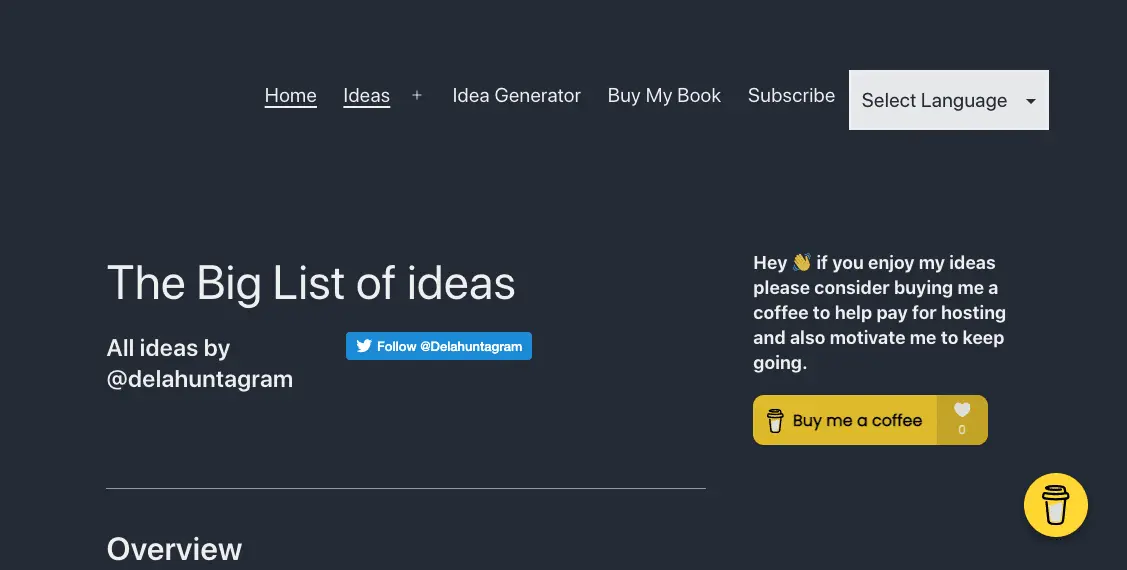 Home Ideas + Idea Generator Buy My Book Subscribe Select Language
The Big List of ideas
All ideas by
@delahuntagram
Follow @Delahuntagram
Hey 👋 if you enjoy my ideas
please consider buying me a
coffee to help pay for hosting
and also motivate me to keep
going.
Buy me a coffee
0
Overview